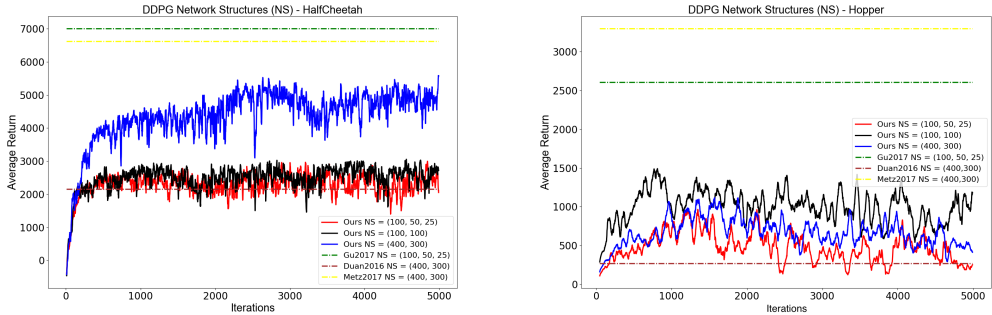 DDPG Network Structures (NS) - HalfCheetah
Average Return
7000
6000
5000
4000
3000
2000
1000
0
0
1000
2000
3000
4000
5000
Iterations
Ours NS = (100, 50, 25)
Ours NS = (100, 100)
Ours NS = (400, 300)
Gu2017 NS = (100, 50, 25)
Duan2016 NS = (400, 300)
Metz2017 NS = (400, 300)
DDPG Network Structures (NS) - Hopper
Average Return
3000
2500
2000
1500
1000
500
0
0
1000
2000
3000
4000
5000
Iterations
Ours NS = (100, 50, 25)
Ours NS = (100, 100)
Ours NS = (400, 300)
Gu2017 NS = (100, 50, 25)
Duan2016 NS = (400,300)
Metz2017 NS = (400,300)